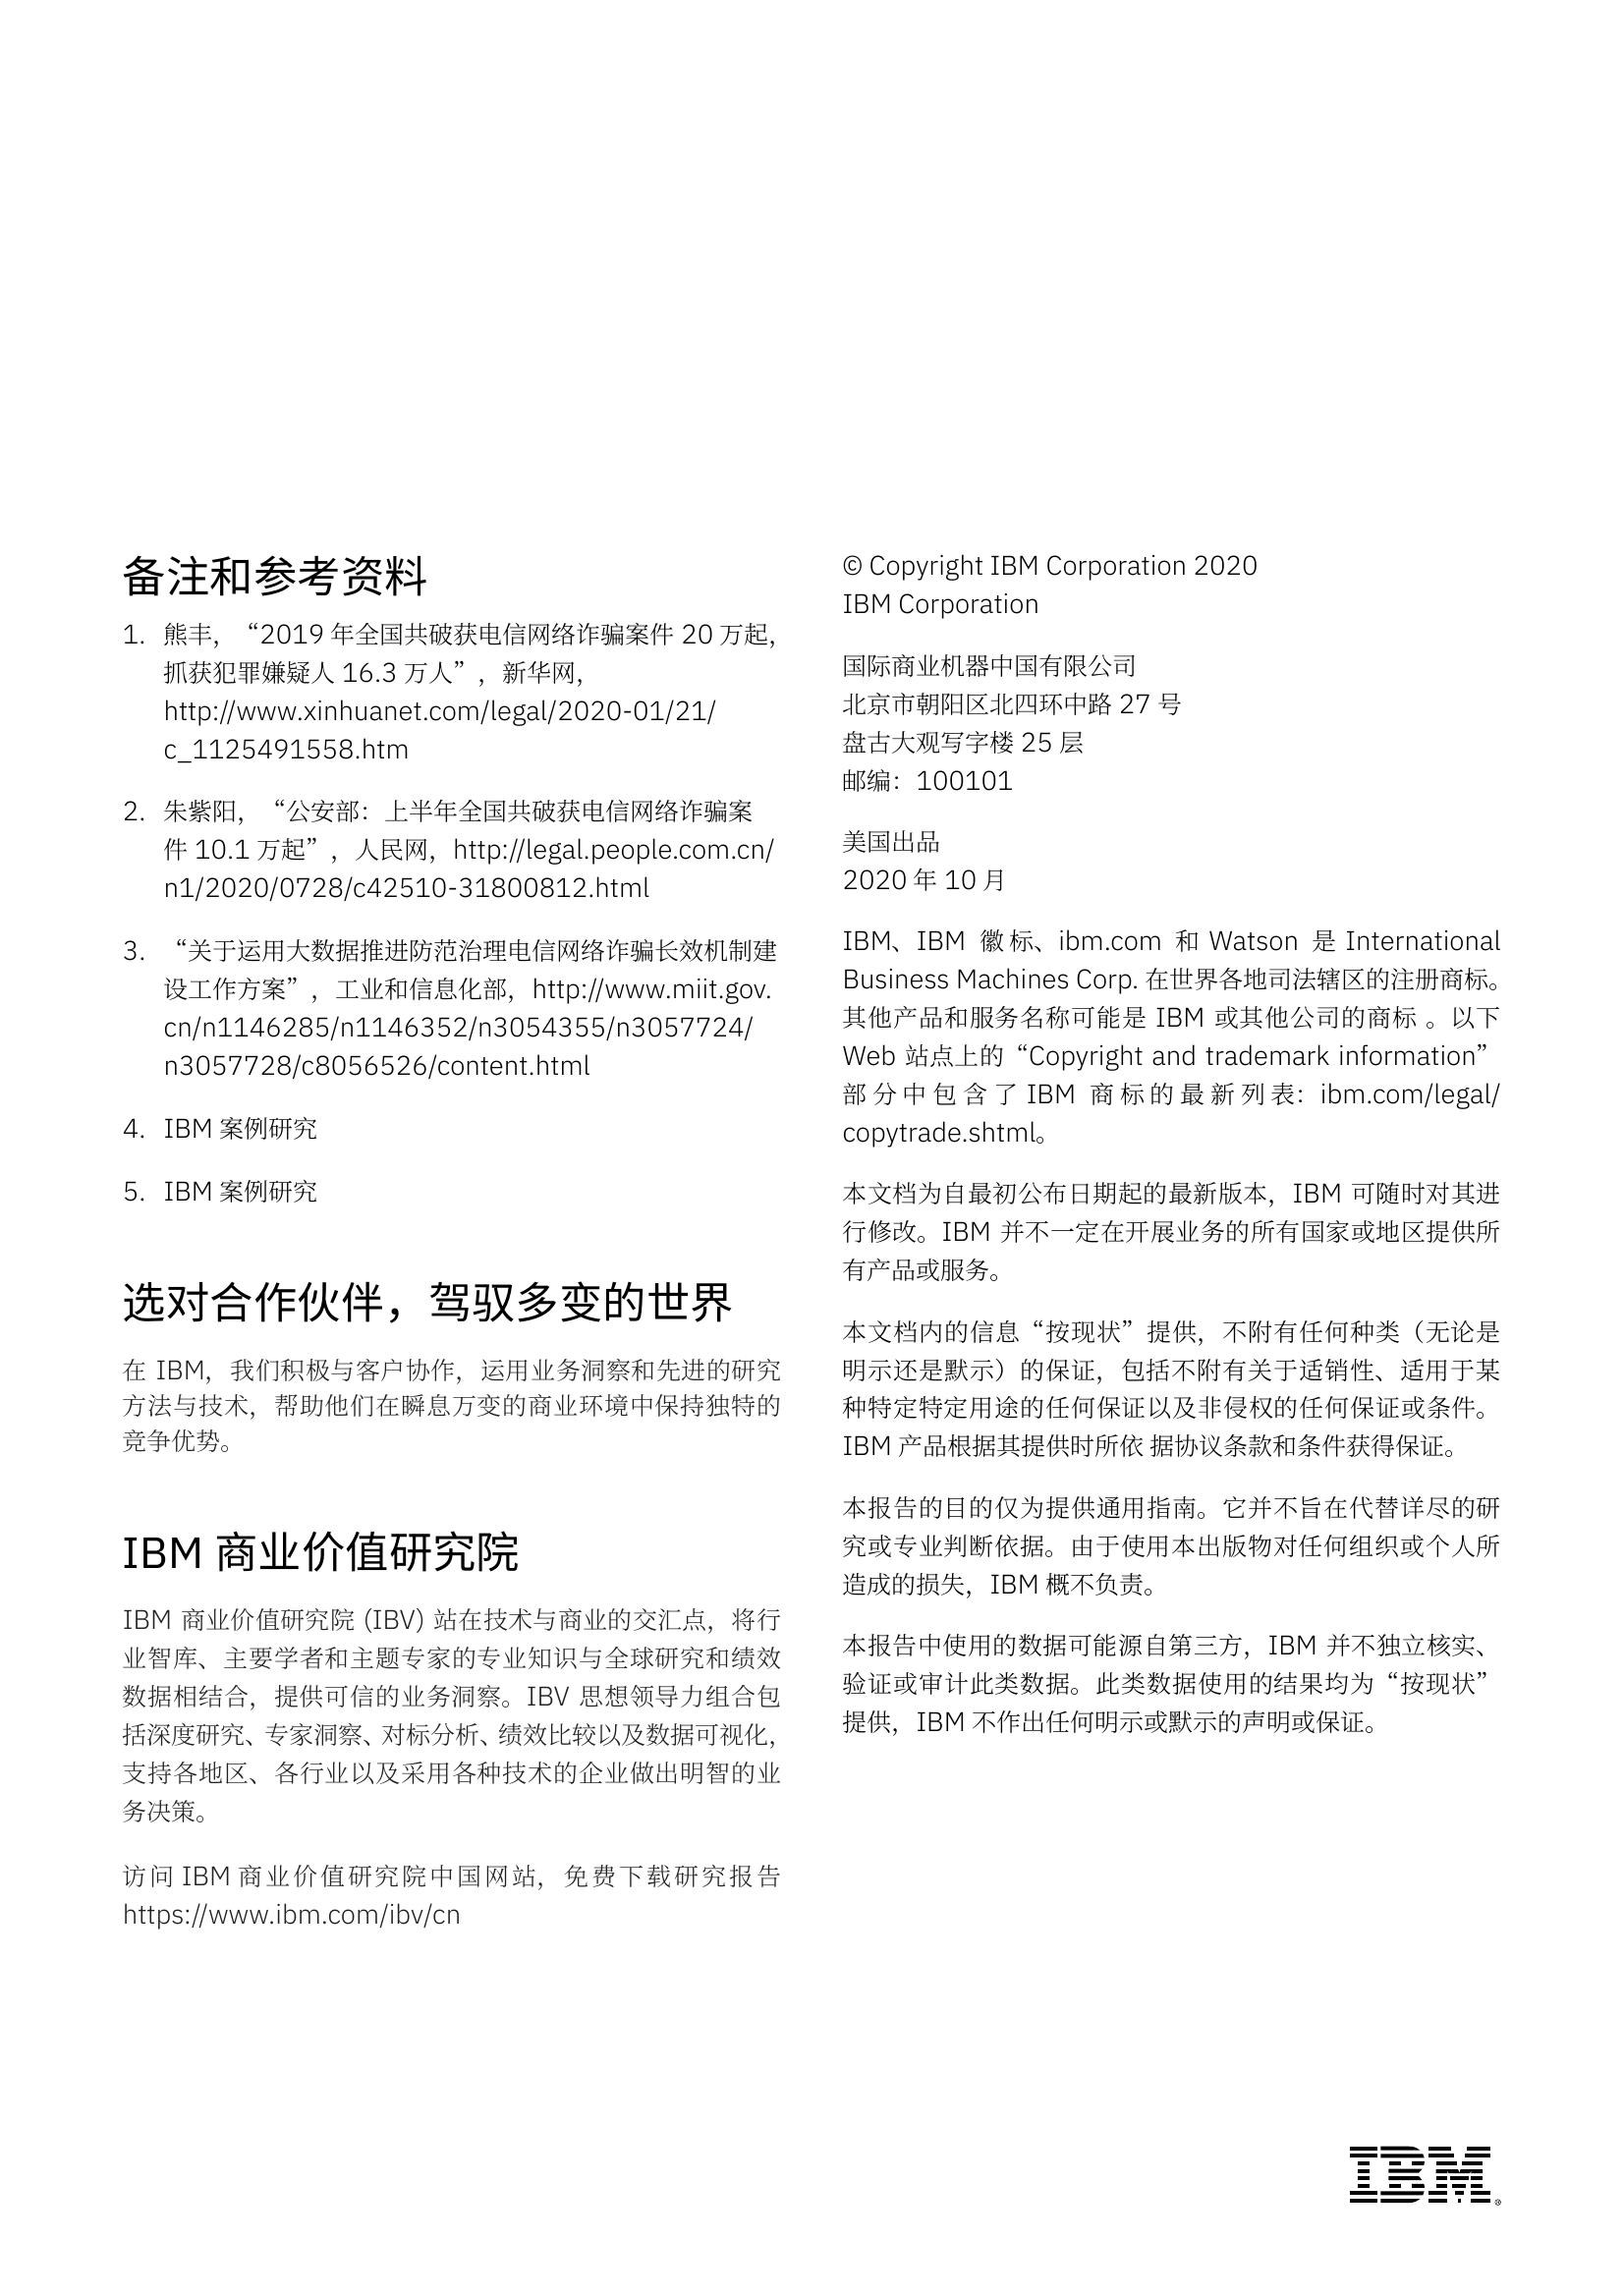 备注和参考资料
1. 熊丰，“2019 年全国共破获电信网络诈骗案件 20 万起，
抓获犯罪嫌疑人 16.3 万人”，新华网，
http://www.xinhuanet.com/legal/2020-01/21/
c_1125491558.htm
2. 朱紫阳，“公安部：上半年全国共破获电信网络诈骗案
件 10.1 万起”，人民网，http://legal.people.com.cn/
n1/2020/0728/c42510-31800812.html
3. “关于运用大数据推进防范治理电信网络诈骗长效机制建
设工作方案”，工业和信息化部，http://www.miit.gov.
cn/n1146285/n1146352/n3054355/n3057724/
n3057728/c8056526/content.html
4. IBM 案例研究
5. IBM 案例研究
选对合作伙伴，驾驭多变的世界
在 IBM，我们积极与客户协作，运用业务洞察和先进的研究
方法与技术，帮助他们在瞬息万变的商业环境中保持独特的
竞争优势。
IBM 商业价值研究院
IBM 商业价值研究院 (IBV) 站在技术与商业的交汇点，将行
业智库、主要学者和主题专家的专业知识与全球研究和绩效
数据相结合，提供可信的业务洞察。IBV 思想领导力组合包
括深度研究、专家洞察、对标分析、绩效比较以及数据可视化，
支持各地区、各行业以及采用各种技术的企业做出明智的业
务决策。
访问 IBM 商业价值研究院中国网站，免费下载研究报告
https://www.ibm.com/ibv/cn
© Copyright IBM Corporation 2020
IBM Corporation
国际商业机器中国有限公司
北京市朝阳区北四环中路 27 号
盘古大观写字楼 25 层
邮编：100101
美国出品
2020 年 10 月
IBM、IBM 徽标、ibm.com 和 Watson 是 International
Business Machines Corp. 在世界各地司法辖区的注册商标。
其他产品和服务名称可能是 IBM 或其他公司的商标 。以下
Web 站点上的“Copyright and trademark information”
部分中包含了 IBM 商标的最新列表：ibm.com/legal/
copytrade.shtml。
本文档为自最初公布日期起的最新版本，IBM 可随时对其进
行修改。IBM 并不一定在开展业务的所有国家或地区提供所
有产品或服务。
本文档内的信息“按现状”提供，不附有任何种类（无论是
明示还是默示）的保证，包括不附有关于适销性、适用于某
种特定特定用途的任何保证以及非侵权的任何保证或条件。
IBM 产品根据其提供时所依 据协议条款和条件获得保证。
本报告的目的仅为提供通用指南。它并不旨在代替详尽的研
究或专业判断依据。由于使用本出版物对任何组织或个人所
造成的损失，IBM 概不负责。
本报告中使用的数据可能源自第三方，IBM 并不独立核实、
验证或审计此类数据。此类数据使用的结果均为“按现状”
提供，IBM 不作出任何明示或默示的声明或保证。
IBM®